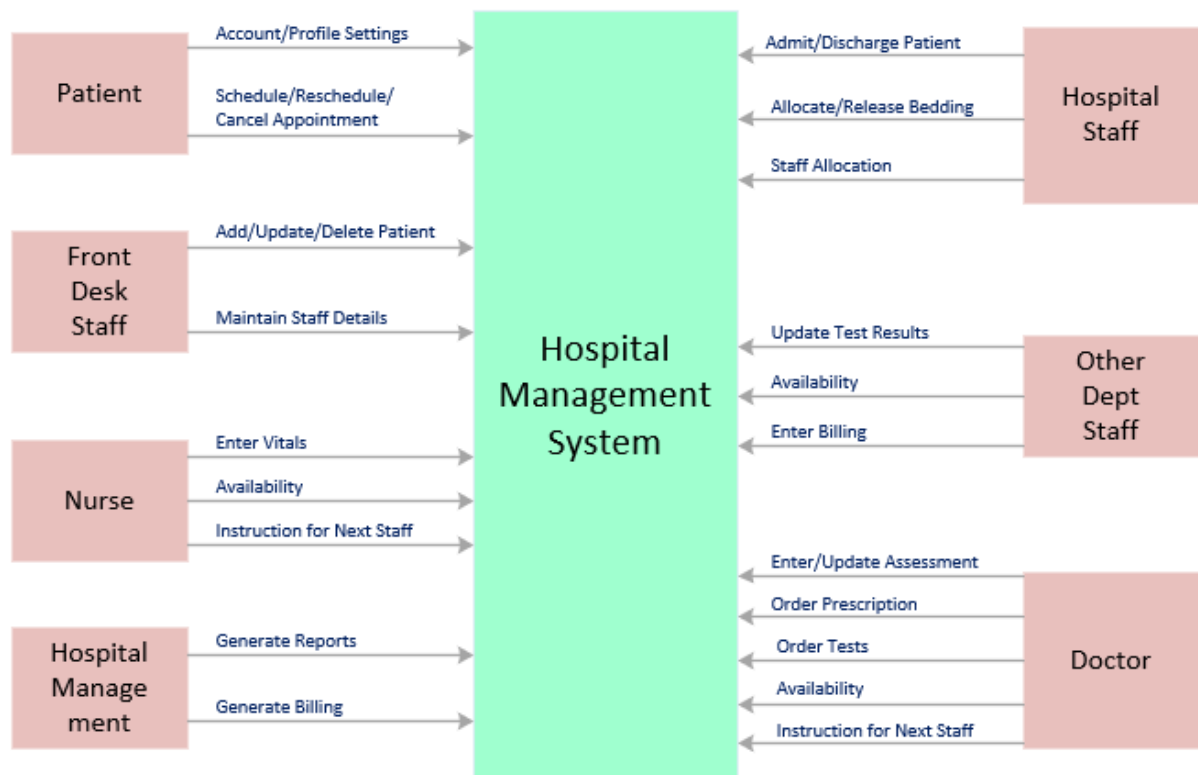 Patient
Account/Profile Settings
Schedule/Reschedule/
Cancel Appointment
Front
Desk
Staff
Add/Update/Delete Patient
Maintain Staff Details
Nurse
Enter Vitals
Availability
Instruction for Next Staff
Hospital
Manage
ment
Generate Reports
Generate Billing
Hospital
Management
System
Admit/Discharge Patient
Allocate/Release Bedding
Staff Allocation
Hospital
Staff
Update Test Results
Availability
Enter Billing
Other
Dept
Staff
Enter/Update Assessment
Order Prescription
Order Tests
Availability
Instruction for Next Staff
Doctor